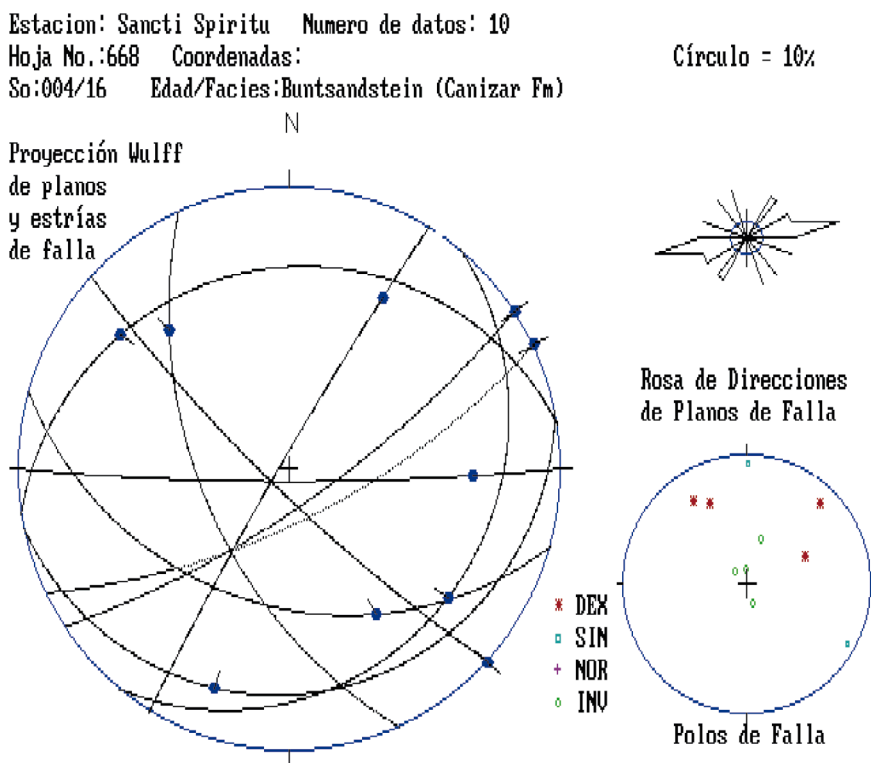 Estacion: Sancti Spiritu Numero de datos: 10
Hoja No.:668 Coordenadas:
Círculo = 10%
So:004/16 Edad/Facies:Buntsandstein (Canizar Fm)
N
Proyección Wulff
de planos
y estrías
de falla
Rosa de Direcciones
de Planos de Falla
DEX
SIN
NOR
INV
Polos de Falla